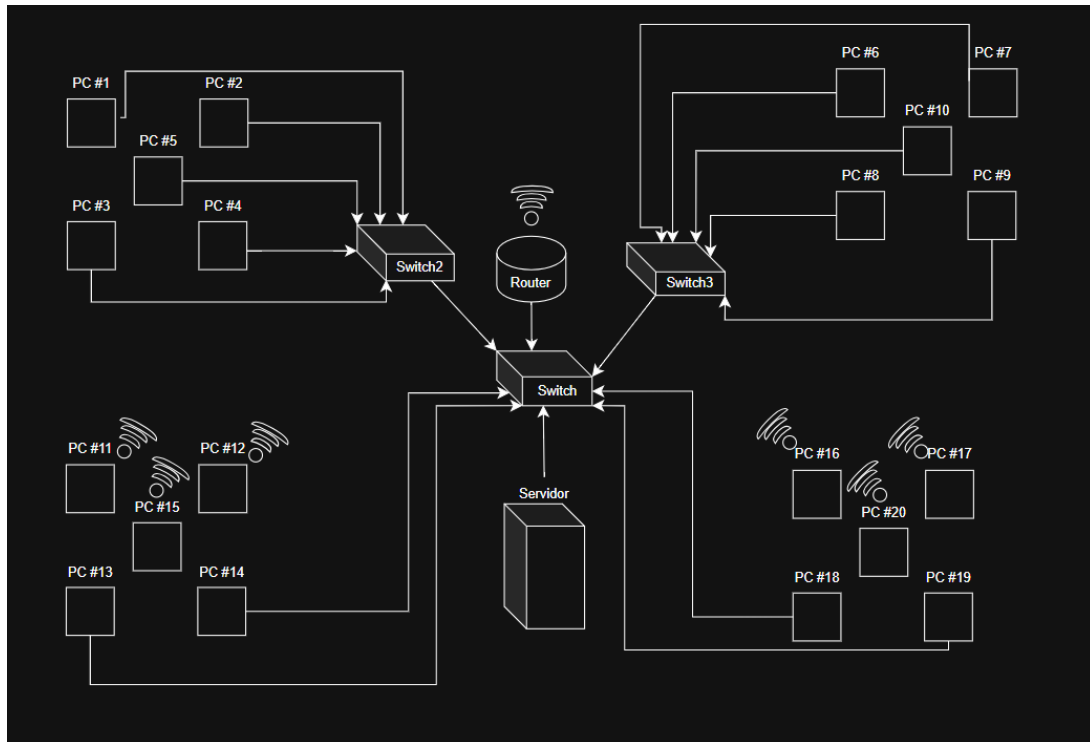 PC #1
PC #2
PC #5
PC #3
PC #4
Switch2
Router
PC #6
PC #7
PC #10
PC #8
PC #9
Switch3
Switch
PC #11
PC #12
PC #15
PC #13
PC #14
Servidor
PC #16
PC #17
PC #20
PC #18
PC #19